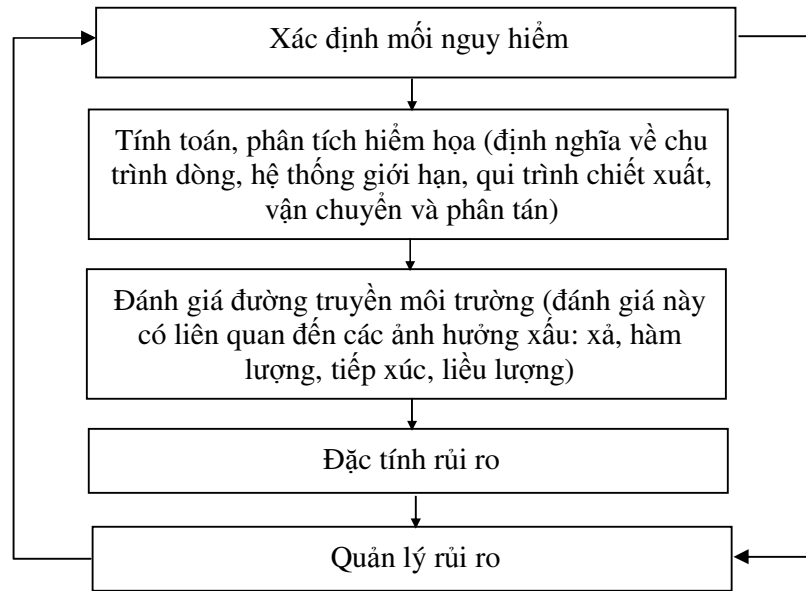 Xác định mối nguy hiểm
Tính toán, phân tích hiểm họa (định nghĩa về chu
trình dòng, hệ thống giới hạn, qui trình chiết xuất,
vận chuyển và phân tán)
Đánh giá đường truyền môi trường (đánh giá này
có liên quan đến các ảnh hưởng xấu: xả, hàm
lượng, tiếp xúc, liều lượng)
Đặc tính rủi ro
Quản lý rủi ro